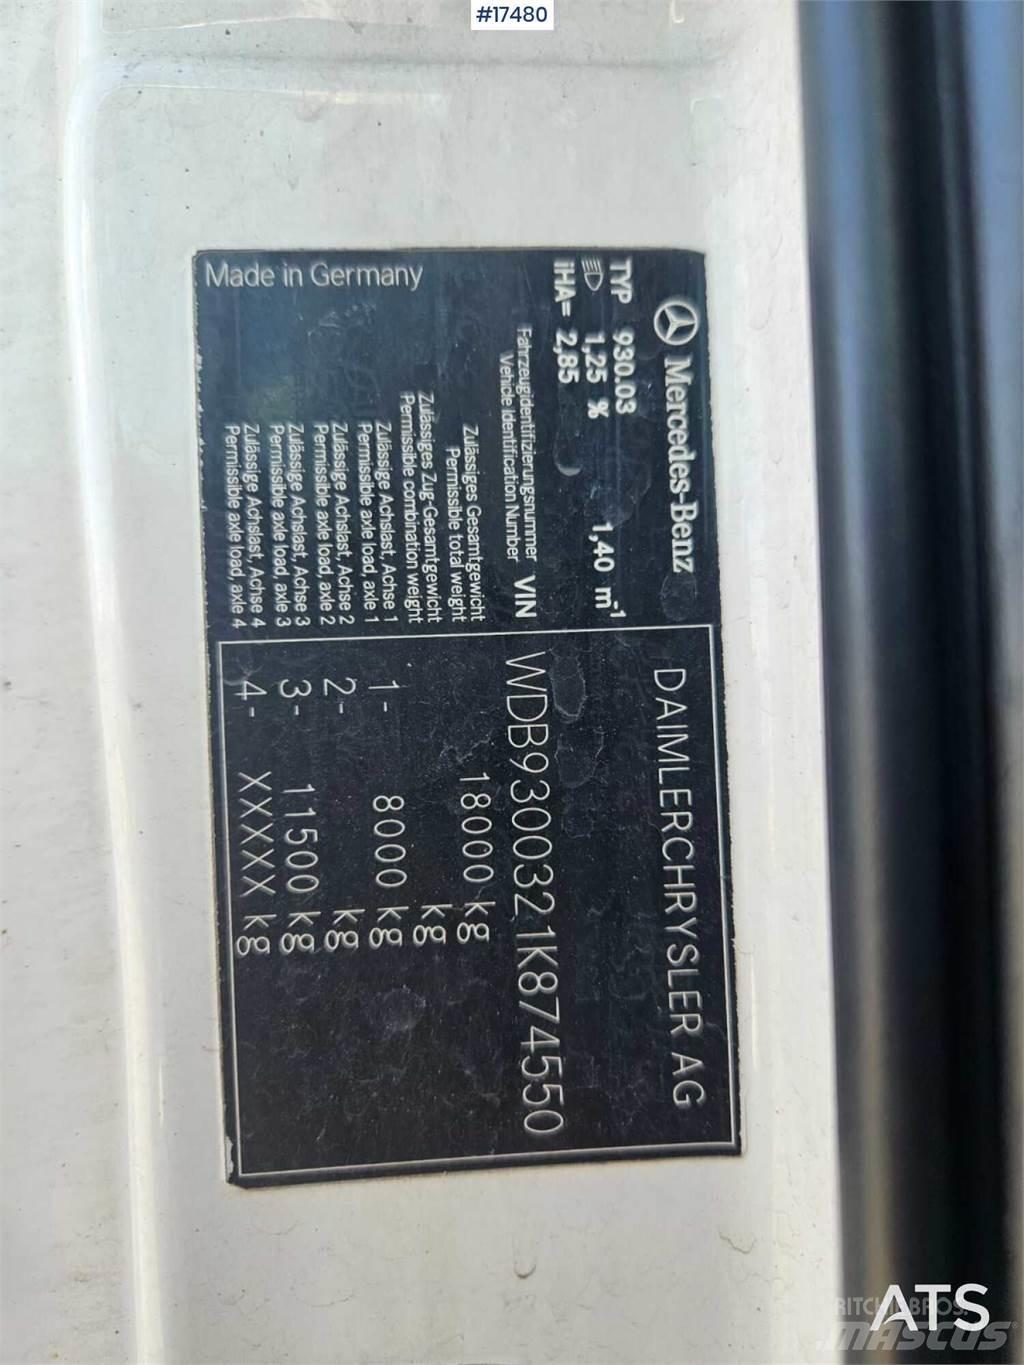 #17480
Mercedes-Benz
DAIMLERCHRYSLER AG
TYP 930.03
1,25 % 1,40 m-1
iHA= 2,85
Fahrzeugidentifizierungsnummer
Vehicle Identification Number VIN
WDB9300321K874550
Zulässiges Gesamtgewicht
Permissible total weight
18000 kg
Zulässiges Zug-Gesamtgewicht
Permissible combination weight
kg
Zulässige Achslast, Achse 1
Permissible axle load, axle 1
1- 8000 kg
Zulässige Achslast, Achse 2
Permissible axle load, axle 2
2- kg
Zulässige Achslast, Achse 3
Permissible axle load, axle 3
3- 11500 kg
Zulässige Achslast, Achse 4
Permissible axle load, axle 4
4- XXXXX kg
Made in Germany
ATS
RITCHIE BROS.
MASCUS